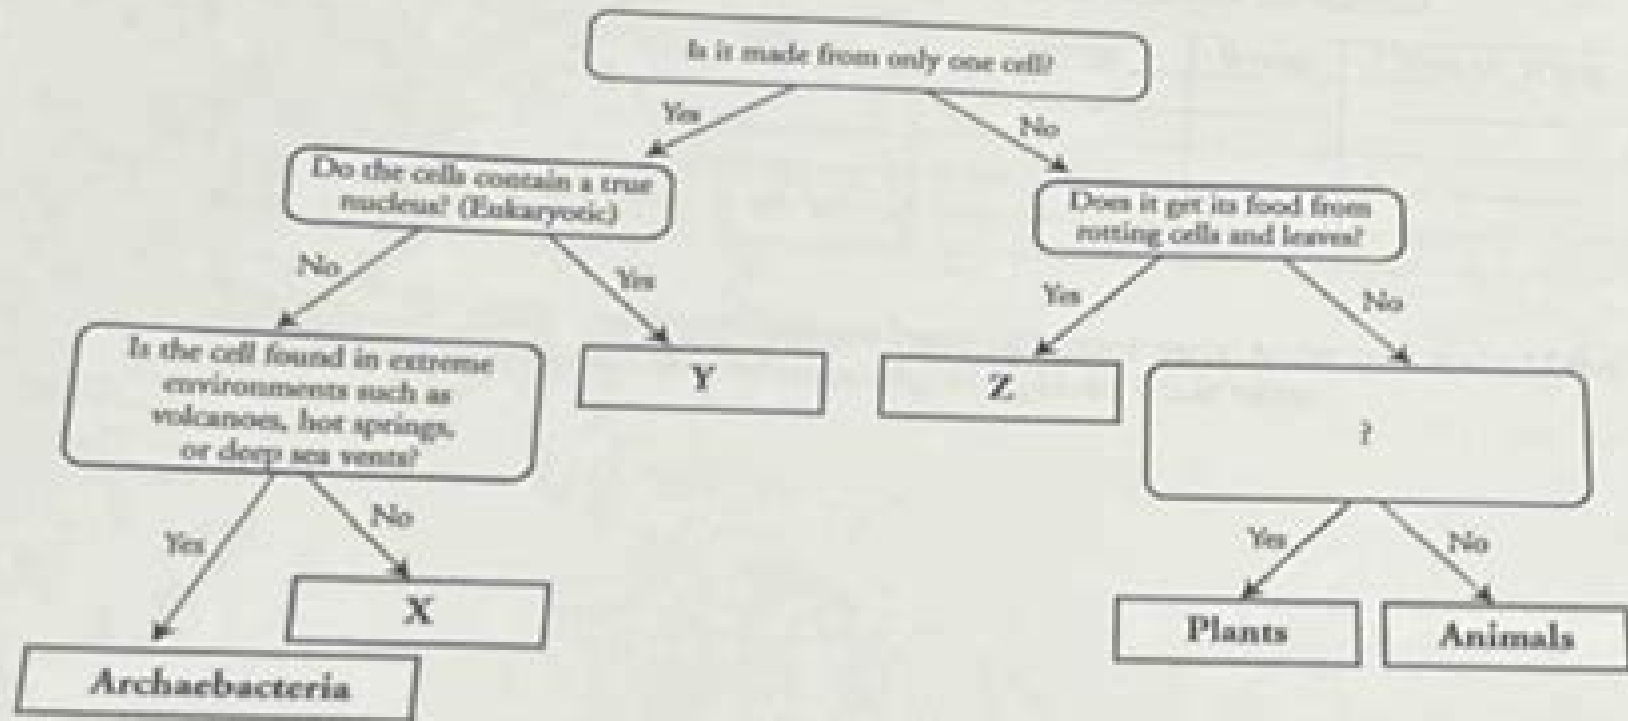 Is it made from only one cell?
Yes
No
Do the cells contain a true
nucleus? (Eukaryotic)
Does it get its food from
rotting cells and leaves?
No
Yes
Yes
No
Is the cell found in extreme
environments such as
volcanoes, hot springs,
or deep sea vents?
Y
Z
?
Yes
No
Yes
No
X
Plants
Animals
Archaebacteria